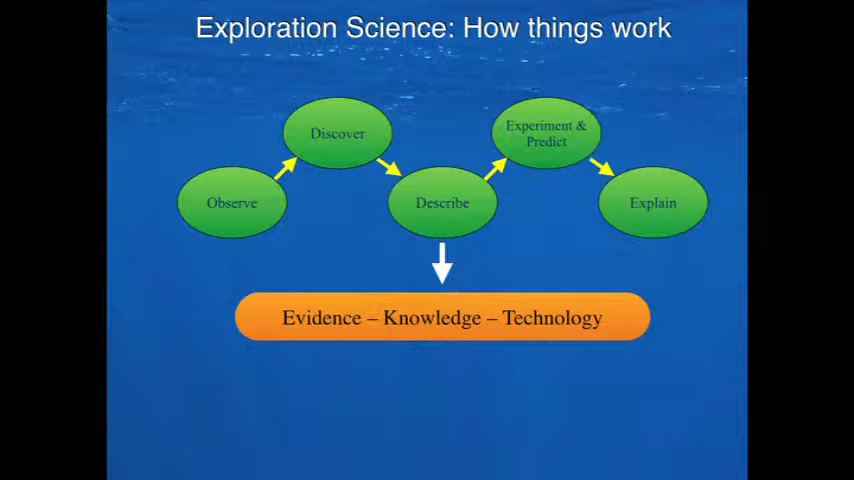 Exploration Science: How things work
Discover
Experiment &
Predict
Observe
Describe
Explain
Evidence – Knowledge – Technology